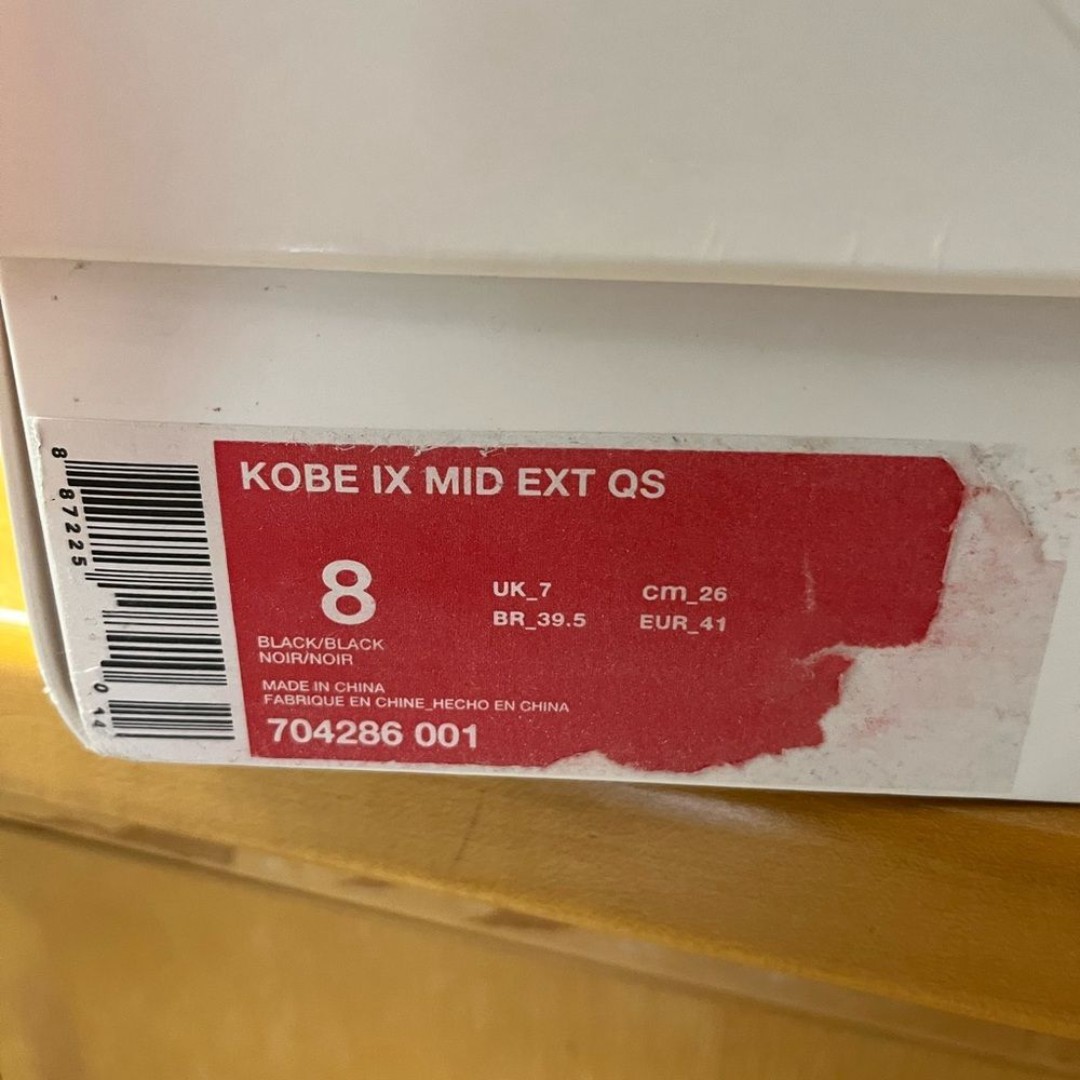 KOBE IX MID EXT QS
8
UK_7
cm_26
BR_39.5
EUR_41
BLACK/BLACK
NOIR/NOIR
MADE IN CHINA
FABRIQUE EN CHINE_HECHO EN CHINA
704286 001
8 87225
0 14